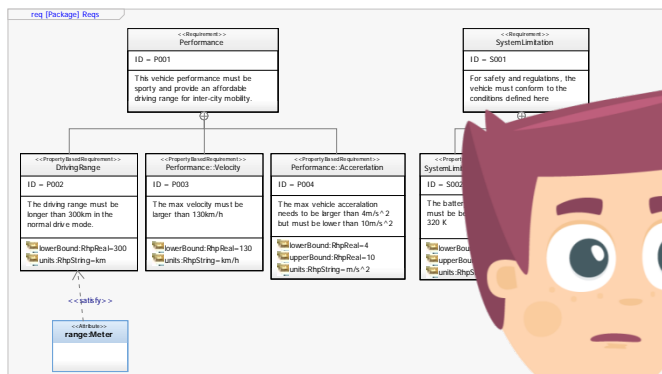 req [Package] Reqs
<<Requirement>>
Performance
ID = P001
This vehicle performance must be
sporty and provide an affordable
driving range for inter-city mobility.
<<Requirement>>
SystemLimitation
ID = S001
For safety and regulations, the
vehicle must conform to the
conditions defined here
<<PropertyBasedRequirement>>
DrivingRange
ID = P002
The driving range must be
longer than 300km in the
normal drive mode.
lowerBound:RhpReal=300
units:RhpString=km
<<PropertyBasedRequirement>>
Performance::Velocity
ID = P003
The max velocity must be
larger than 130km/h
lowerBound:RhpReal=130
units:RhpString=km/h
<<PropertyBasedRequirement>>
Performance::Accererlation
ID = P004
The max vehicle acceralation
needs to be larger than 4m/s^2
but must be lower than 10m/s^2
lowerBound:RhpReal=4
upperBound:RhpReal=10
units:RhpString=m/s^2
ID = S002
The
must be
320 K
<<satisfy>>
<<Attribute>>
range:Meter